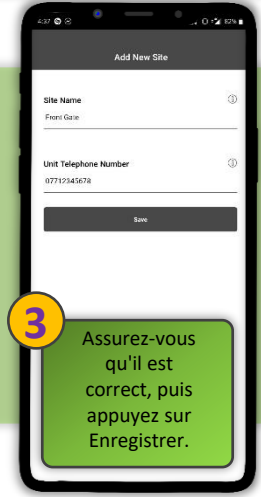 4:37
82%
Add New Site
Site Name
Front Gate
Unit Telephone Number
07712345678
Save
3
Assurez-vous
qu'il est
correct, puis
appuyez sur
Enregistrer.